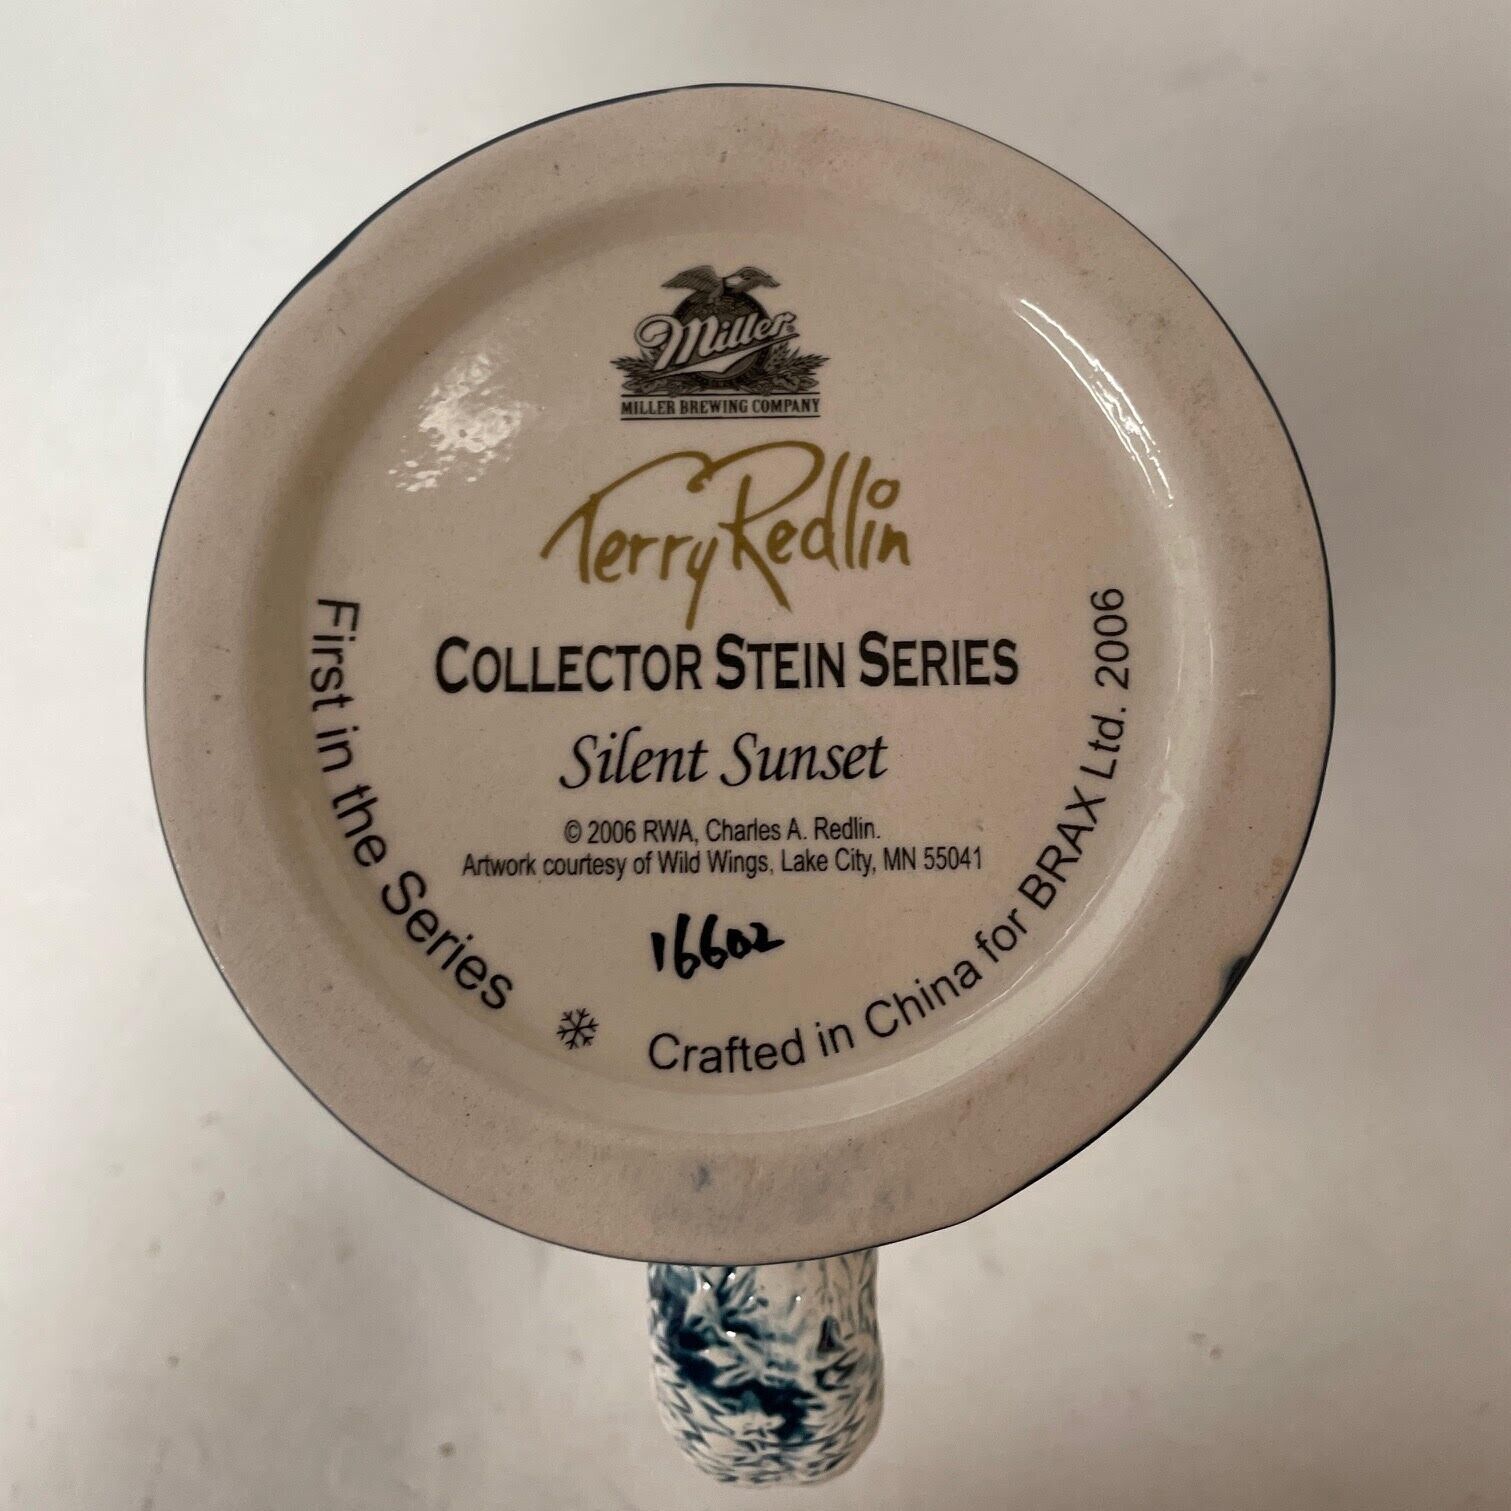 Miller
MILLER BREWING COMPANY
Terry Redlin
COLLECTOR STEIN SERIES
Silent Sunset
© 2006 RWA, Charles A. Redlin.
Artwork courtesy of Wild Wings, Lake City, MN 55041
16602
First in the Series
Crafted in China for BRAX Ltd. 2006